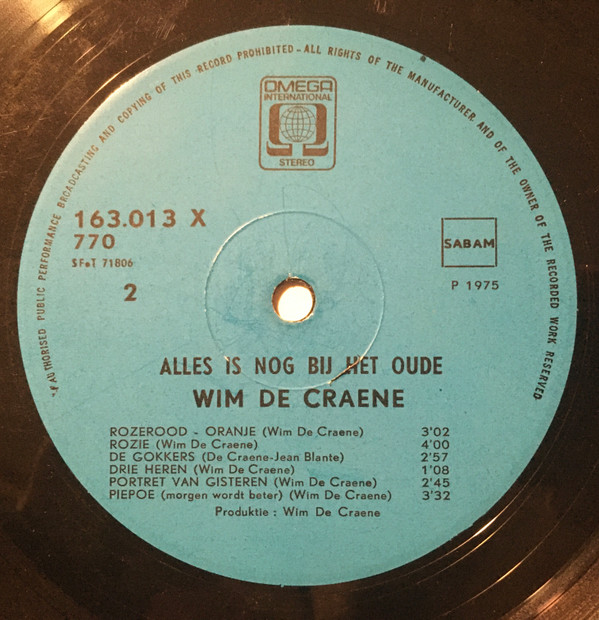 UNAUTHORISED PUBLIC PERFORMANCE BROADCASTING AND COPYING OF THIS RECORD PROHIBITED - ALL RIGHTS OF THE MANUFACTURER AND OF THE OWNER OF THE RECORDED WORK RESERVED
OMEGA
INTERNATIONAL
STEREO
163.013 X
770
SFaT 71806
2
SABAM
P 1975
ALLES IS NOG BIJ HET OUDE
WIM DE CRAENE
ROZEROOD - ORANJE (Wim De Craene) 3'02
ROZIE (Wim De Craene) 4'00
DE GOKKERS (De Craene-Jean Blante) 2'57
DRIE HEREN (Wim De Craene) 1'08
PORTRET VAN GISTEREN (Wim De Craene) 2'45
PIEPOE (morgen wordt beter) (Wim De Craene) 3'32
Produktie : Wim De Craene